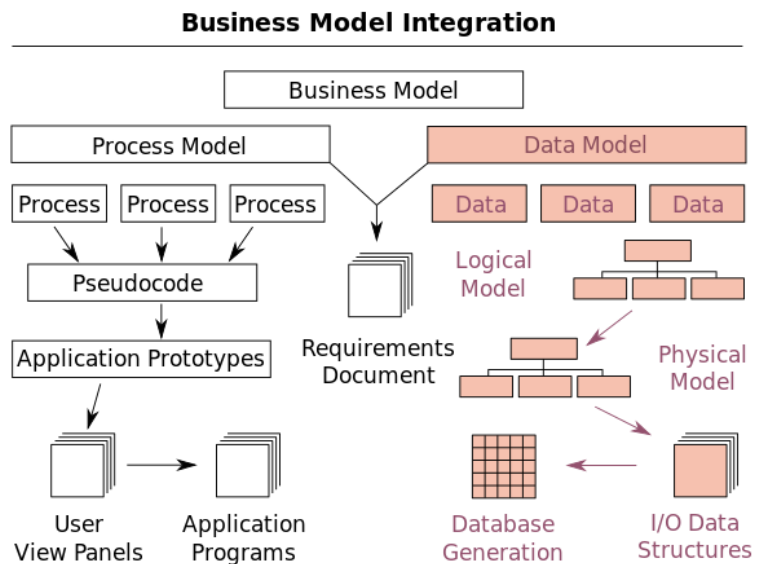 Business Model Integration
Business Model
Process Model
Data Model
Process
Process
Process
Data
Data
Data
Pseudocode
Logical
Model
Application Prototypes
Requirements
Document
Physical
Model
User
View Panels
Application
Programs
Database
Generation
I/O Data
Structures